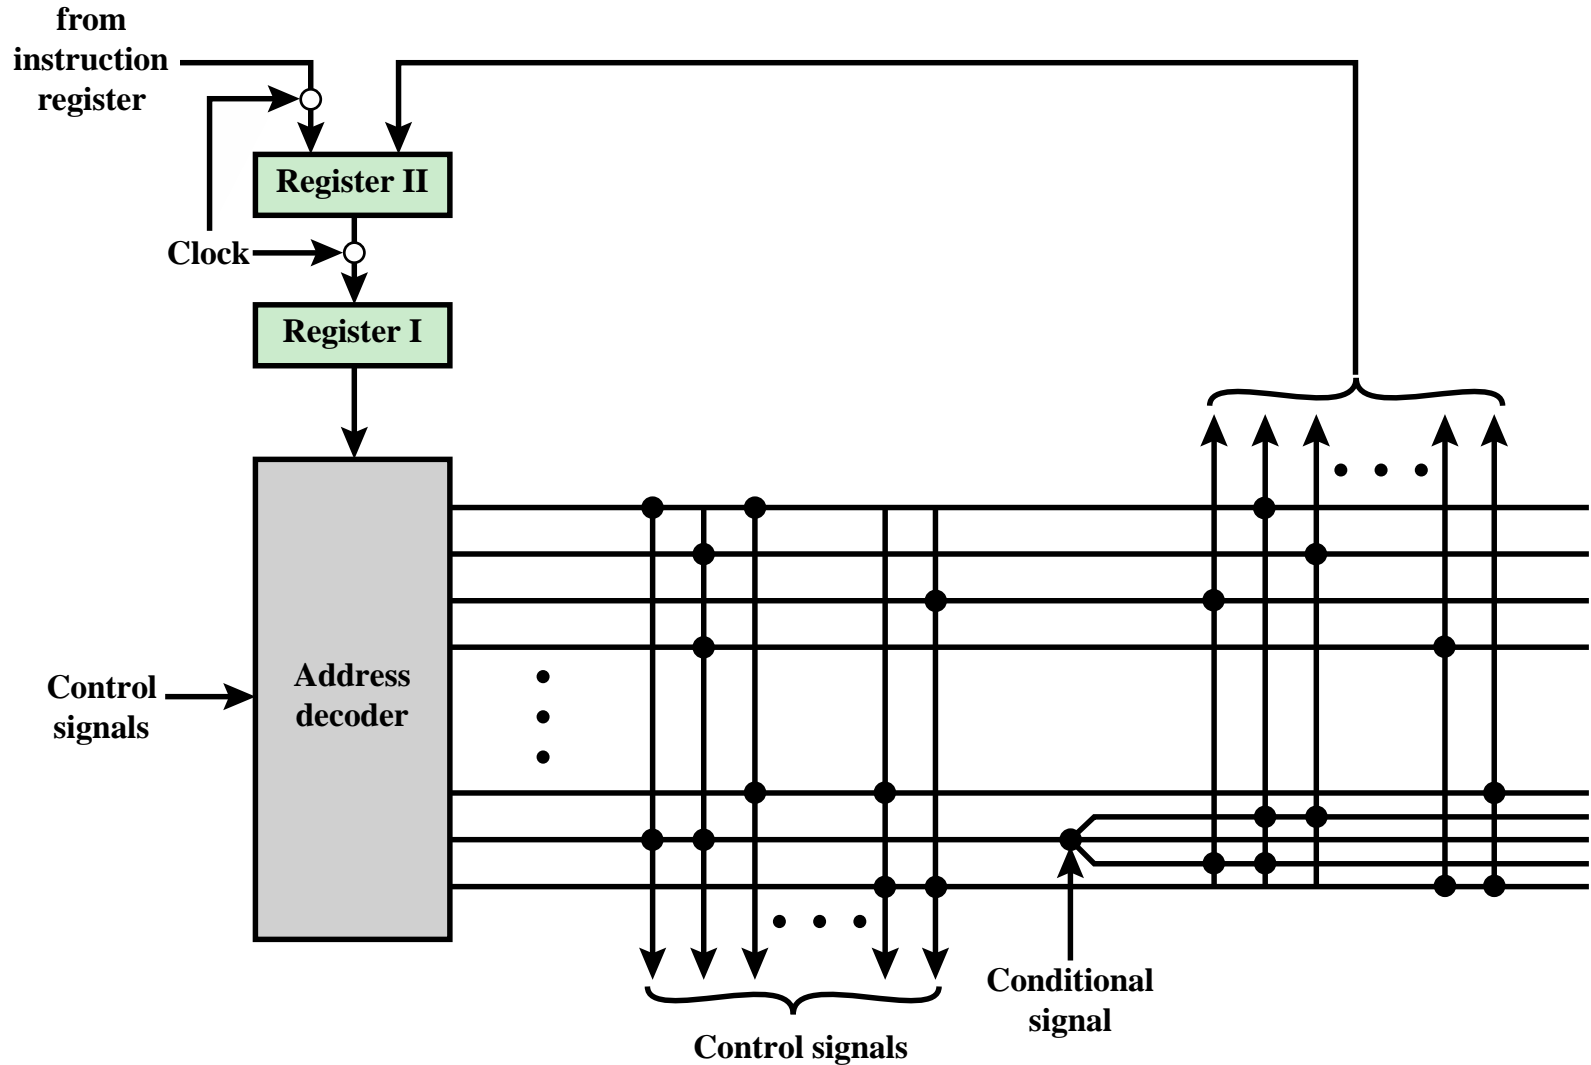 from
instruction
register
Register II
Clock
Register I
Address
decoder
Control
signals
Conditional
signal
Control signals